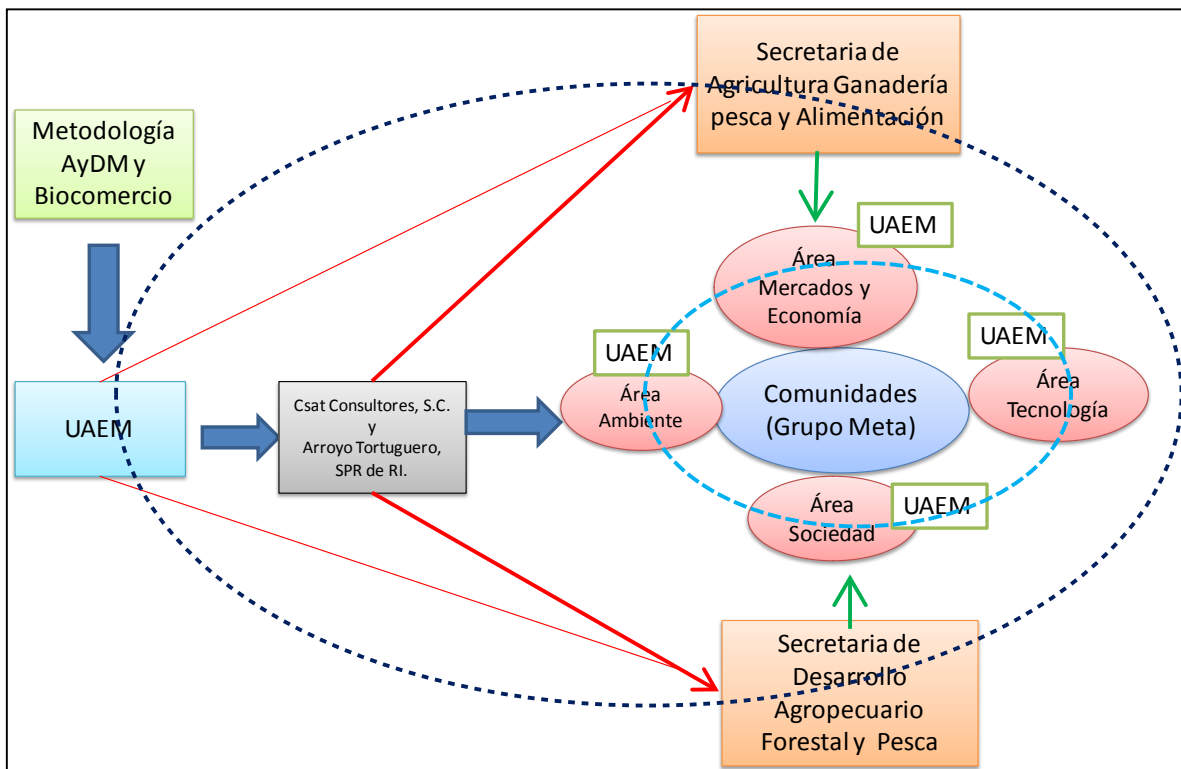 Secretaria de
Agricultura Ganadería
pesca y Alimentación
Metodología
AyDM y
Biocomercio
UAEM
Área
Mercados y
Economía
UAEM
UAEM
Área
Ambiente
Comunidades
(Grupo Meta)
Área
Tecnología
UAEM
Csat Consultores, S.C.
y
Arroyo Tortuguero,
SPR de RI.
UAEM
Área
Sociedad
Secretaria de
Desarrollo
Agropecuario
Forestal y Pesca